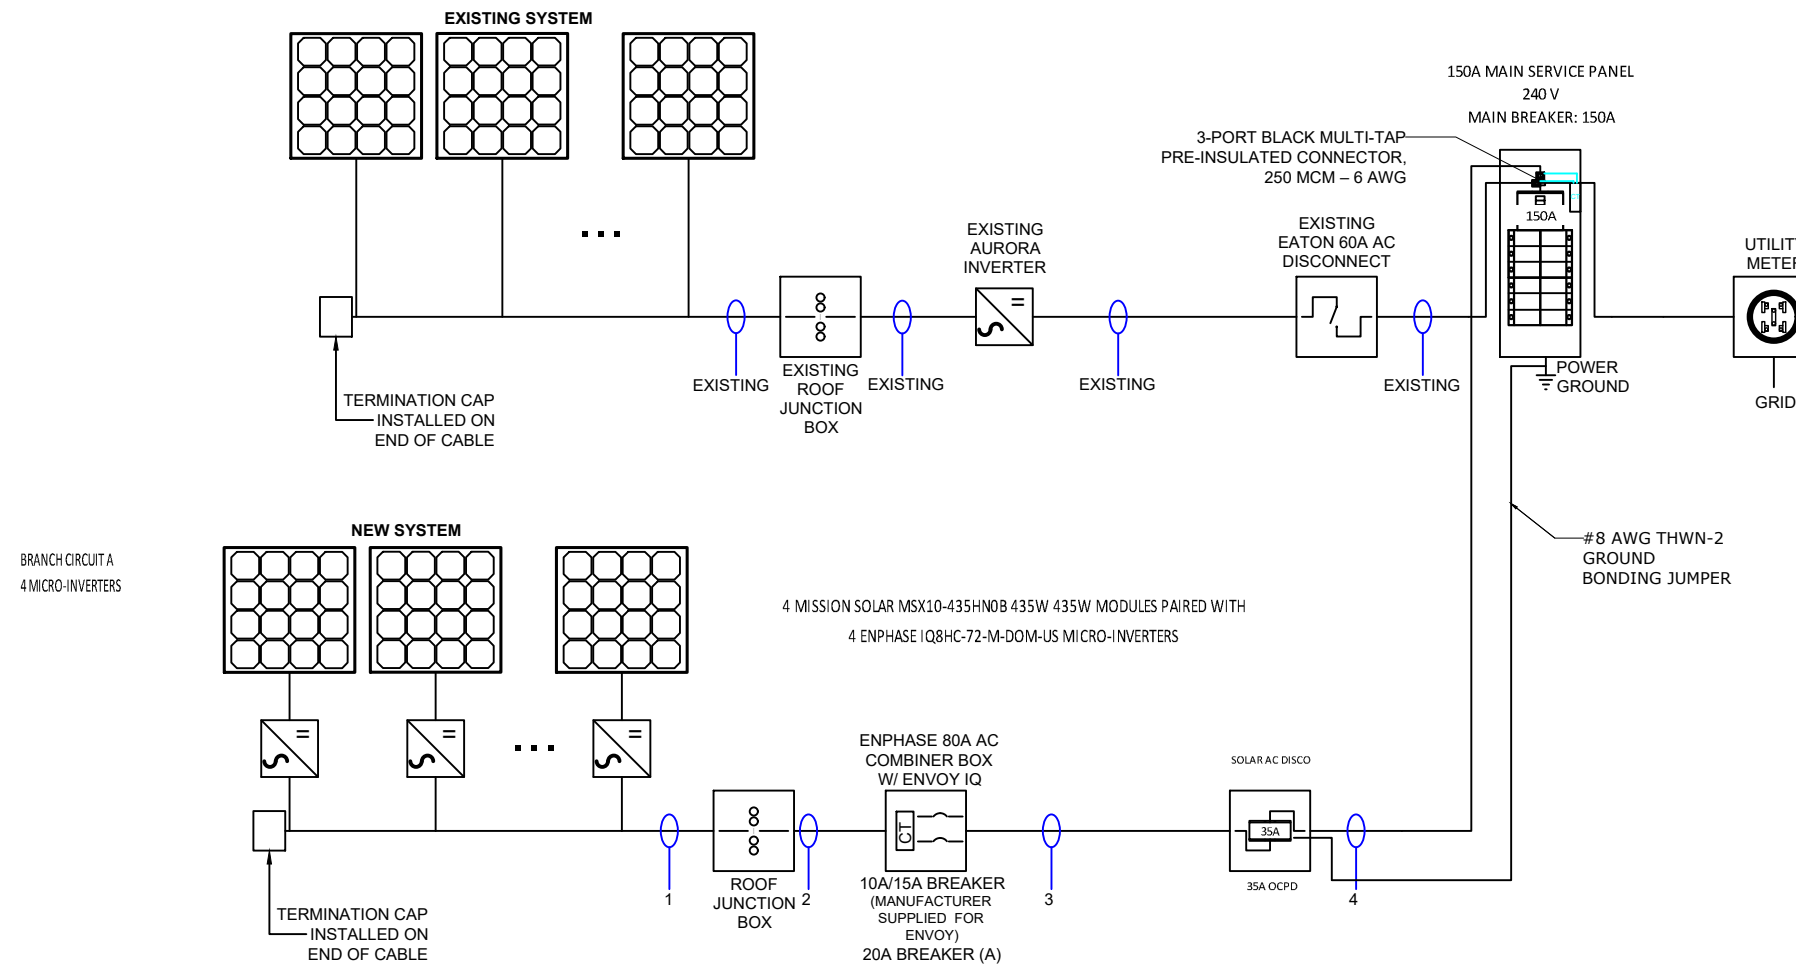 EXISTING SYSTEM
150A MAIN SERVICE PANEL
240 V
MAIN BREAKER: 150A
3-PORT BLACK MULTI-TAP
PRE-INSULATED CONNECTOR,
250 MCM – 6 AWG
150A
EXISTING
AURORA
INVERTER
EXISTING
EATON 60A AC
DISCONNECT
UTILITY
METER
EXISTING
EXISTING
ROOF
JUNCTION
BOX
EXISTING
EXISTING
EXISTING
POWER
GROUND
GRID
TERMINATION CAP
INSTALLED ON
END OF CABLE
NEW SYSTEM
BRANCH CIRCUIT A
4 MICRO-INVERTERS
#8 AWG THWN-2
GROUND
BONDING JUMPER
4 MISSION SOLAR MSX10-435HN0B 435W 435W MODULES PAIRED WITH
4 ENPHASE IQ8HC-72-M-DOM-US MICRO-INVERTERS
ENPHASE 80A AC
COMBINER BOX
W/ ENVOY IQ
SOLAR AC DISCO
CT
35A
35A OCPD
1
ROOF
JUNCTION
BOX
2
10A/15A BREAKER
(MANUFACTURER
SUPPLIED FOR
ENVOY)
20A BREAKER (A)
3
4
TERMINATION CAP
INSTALLED ON
END OF CABLE